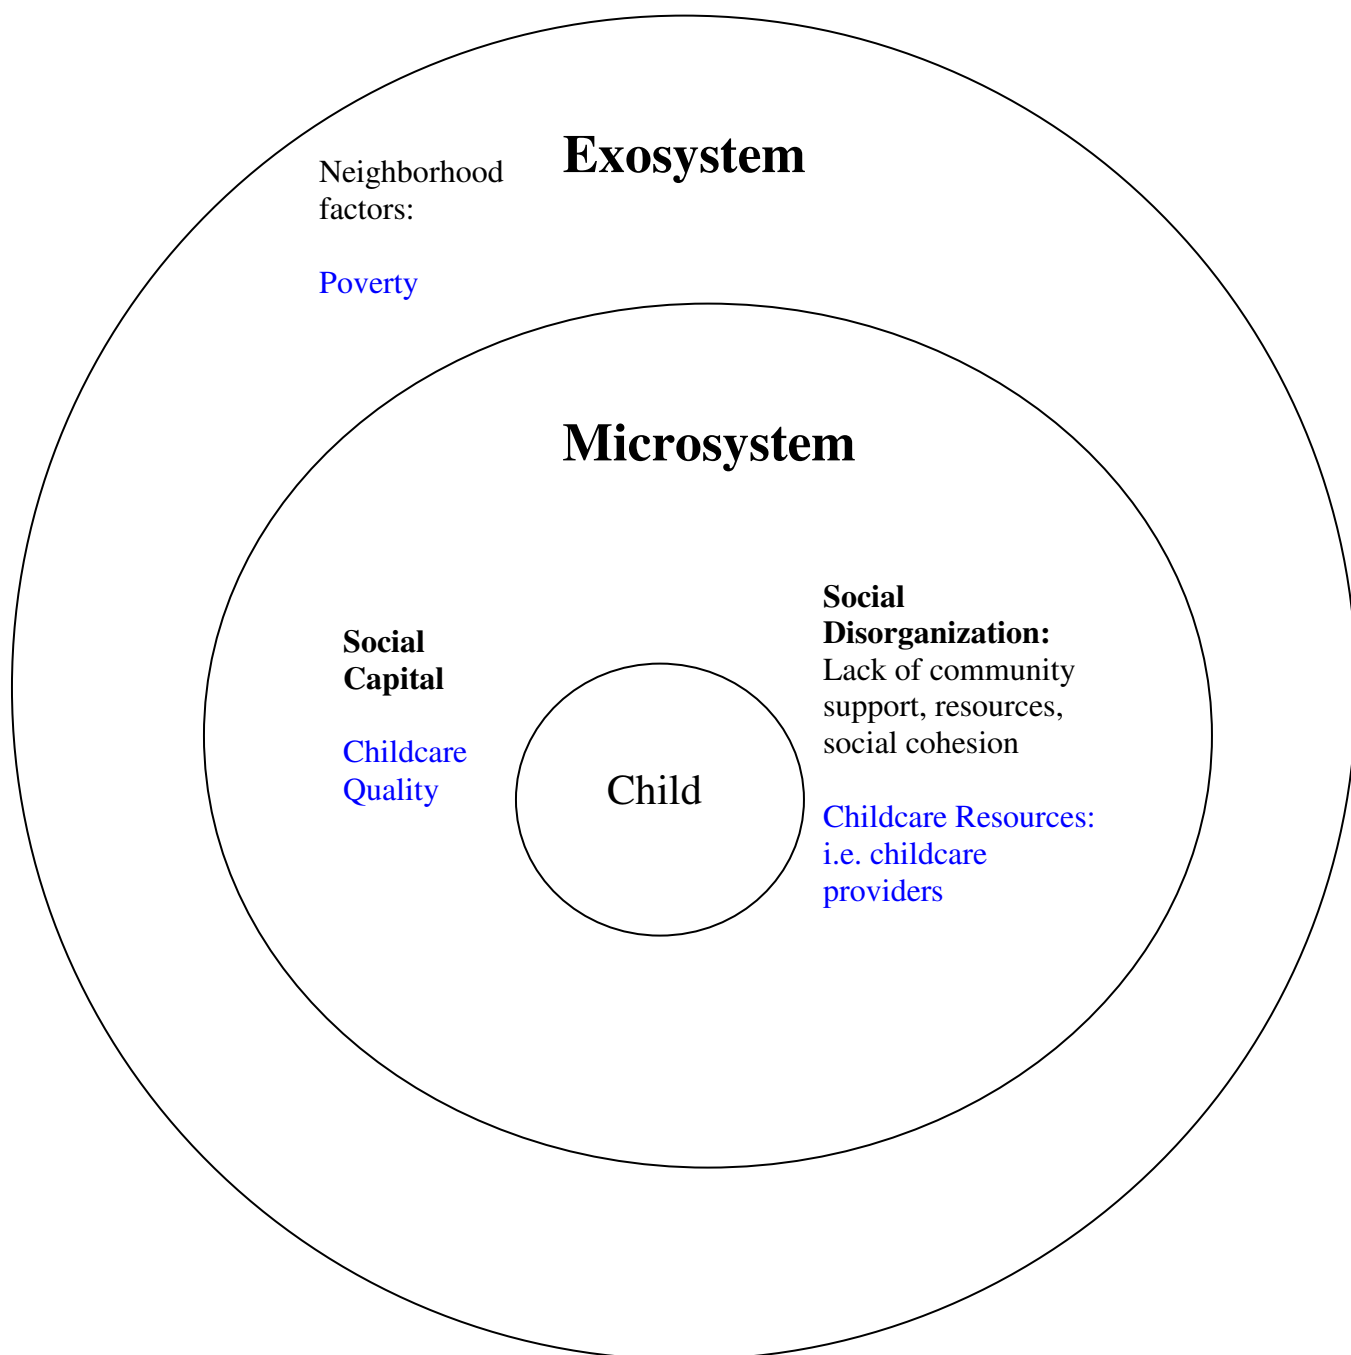 Exosystem
Neighborhood
factors:
Poverty
Microsystem
Social
Capital
Childcare
Quality
Child
Social
Disorganization:
Lack of community
support, resources,
social cohesion
Childcare Resources:
i.e. childcare
providers